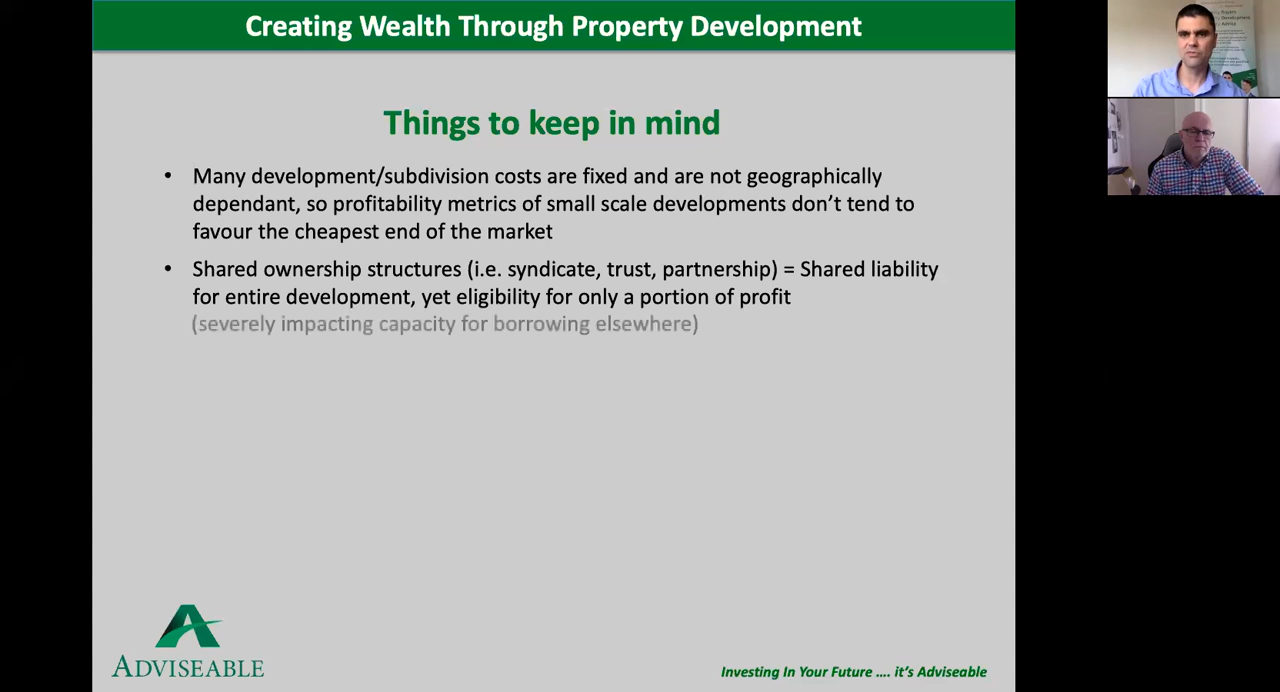 Creating Wealth Through Property Development
Things to keep in mind
• Many development/subdivision costs are fixed and are not geographically
dependant, so profitability metrics of small scale developments don’t tend to
favour the cheapest end of the market
• Shared ownership structures (i.e. syndicate, trust, partnership) = Shared liability
for entire development, yet eligibility for only a portion of profit
(severely impacting capacity for borrowing elsewhere)
ADVISEABLE
Investing In Your Future .... it’s Adviseable